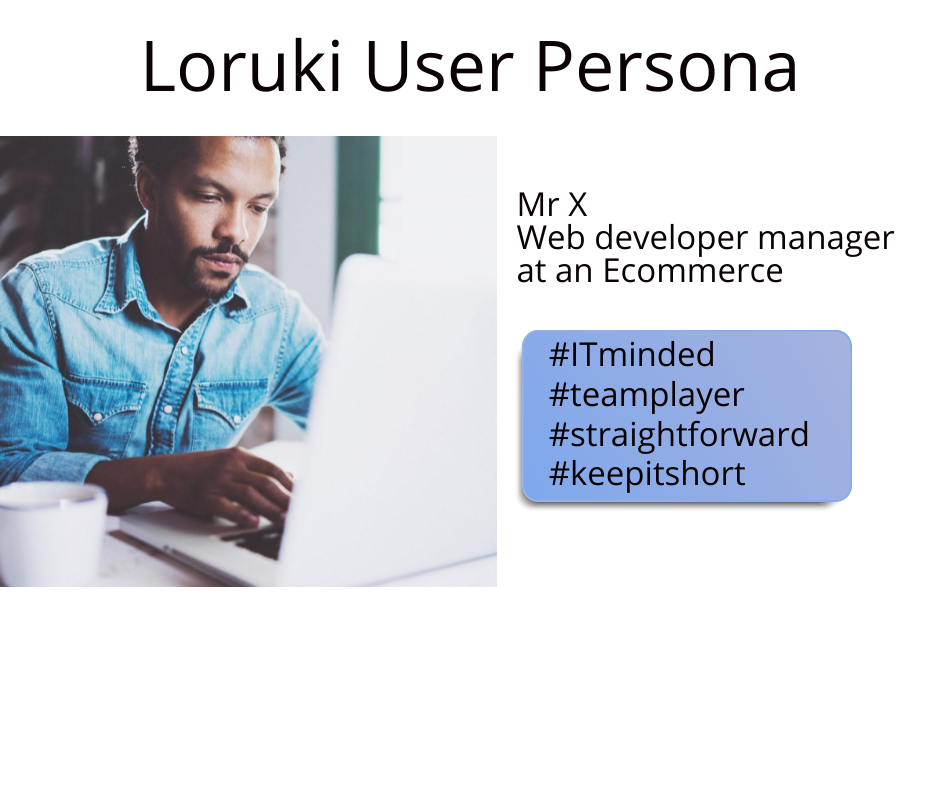 Loruki User Persona
Mr X
Web developer manager
at an Ecommerce
#ITminded
#teamplayer
#straightforward
#keepitshort